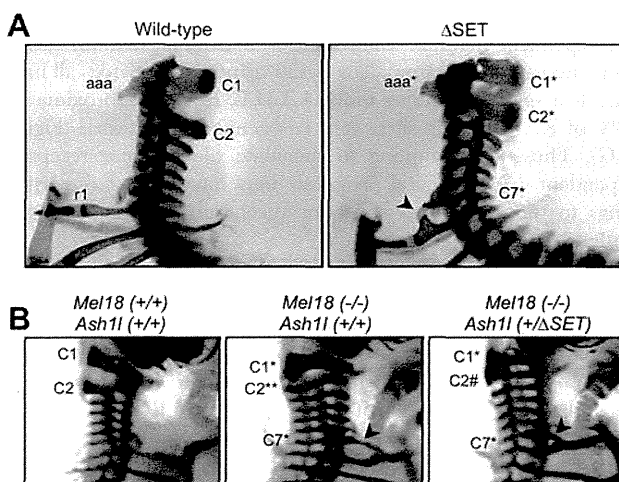 A
Wild-type
ΔSET
aaa
C1
C2
r1
aaa*
C1*
C2*
C7*
B
Mel18 (+/+)
Ash1l (+/+)
Mel18 (-/-)
Ash1l (+/+)
Mel18 (-/-)
Ash1l (+/ΔSET)
C1
C2
C1*
C2**
C7*
C1*
C2#
C7*